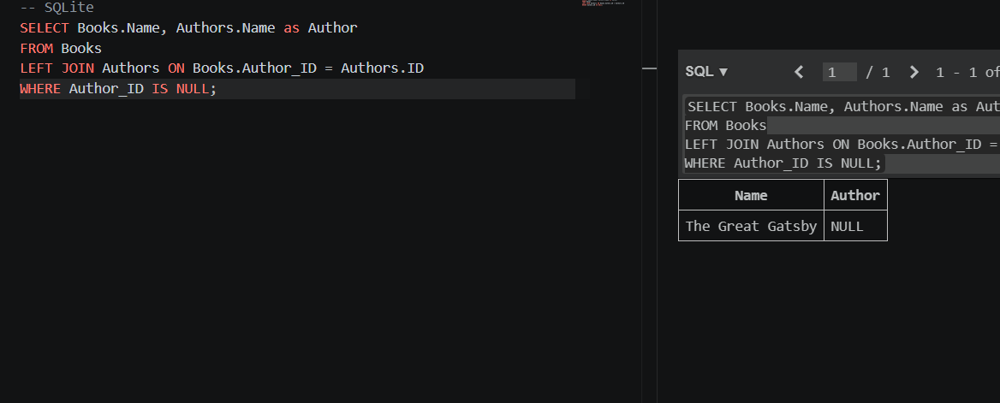 -- SQLite
SELECT Books.Name, Authors.Name as Author
FROM Books
LEFT JOIN Authors ON Books.Author_ID = Authors.ID
WHERE Author_ID IS NULL;
SQL ▼ 1 / 1 1 - 1 of
SELECT Books.Name, Authors.Name as Aut
FROM Books
LEFT JOIN Authors ON Books.Author_ID =
WHERE Author_ID IS NULL;
Name Author
The Great Gatsby NULL